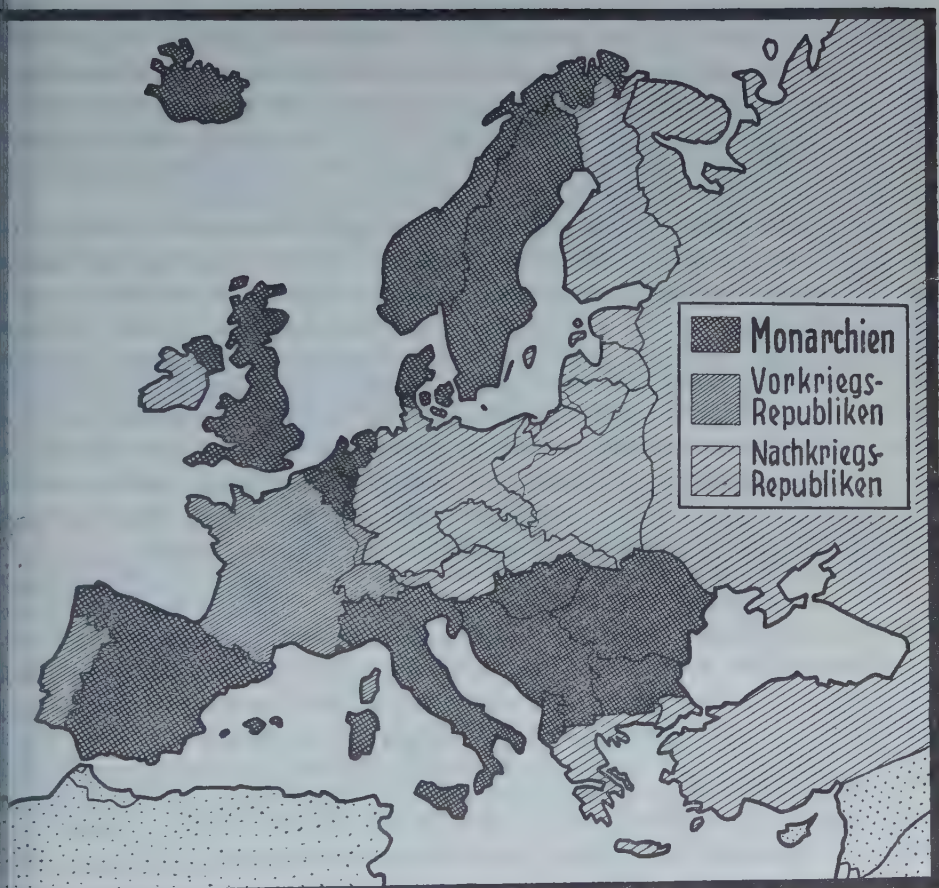 Monarchien
Vorkriegs-
Republiken
Nachkriegs-
Republiken